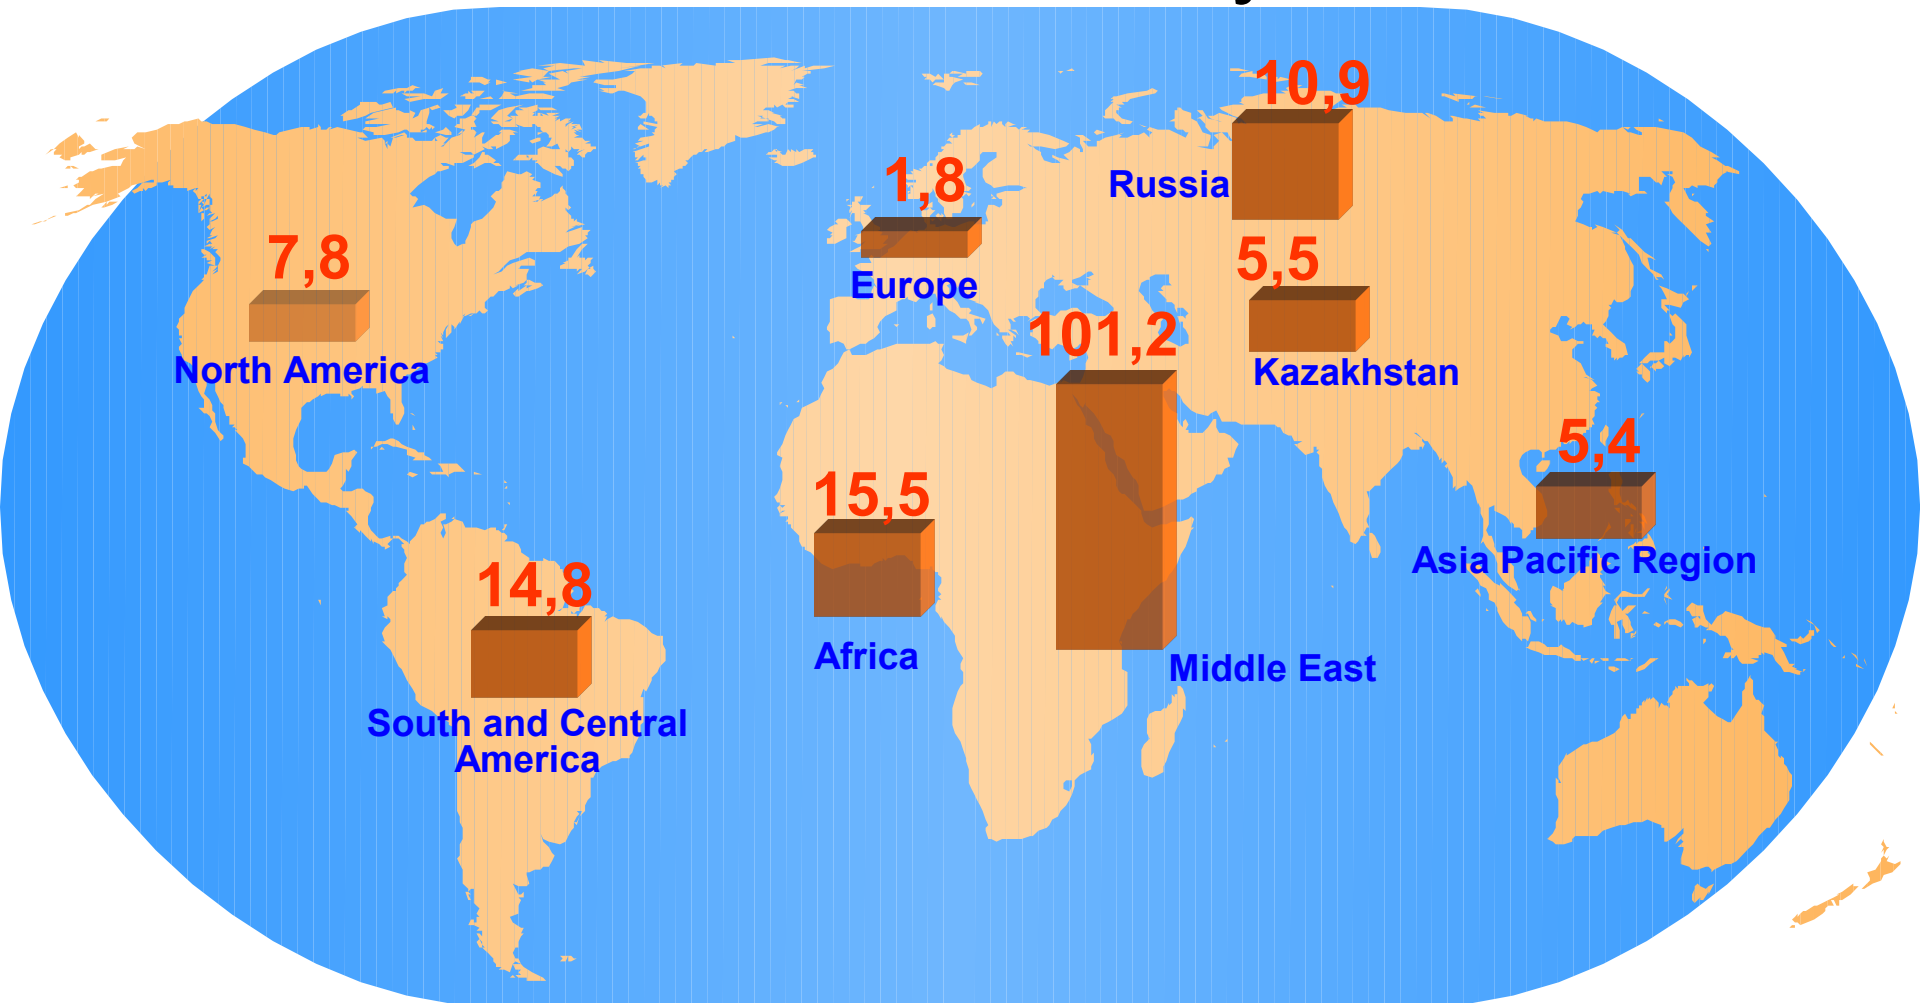 10,9
Russia
1,8
Europe
7,8
North America
5,5
Kazakhstan
101,2
Middle East
5,4
Asia Pacific Region
15,5
Africa
14,8
South and Central
America